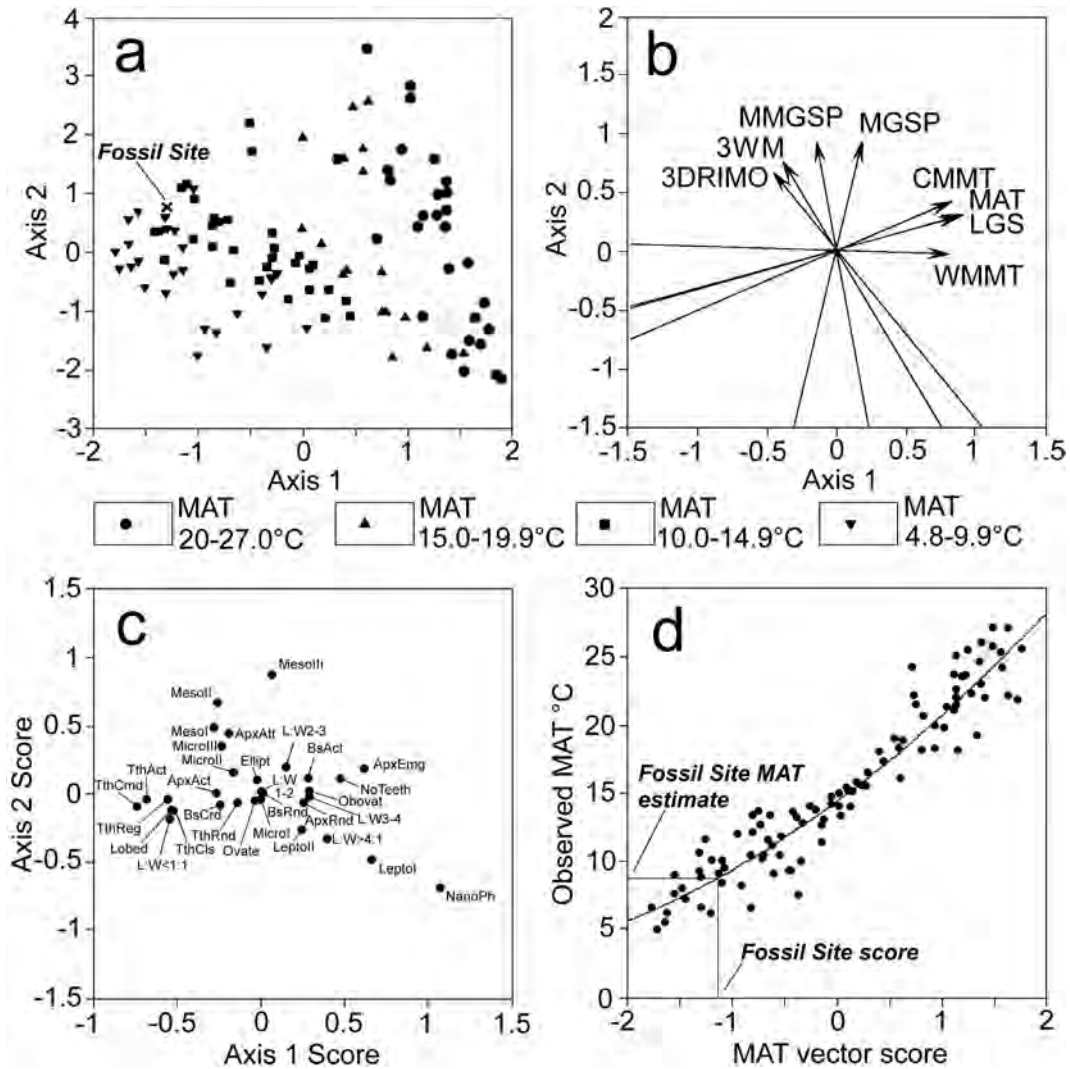 a
Fossil Site
Axis 2
4
3
2
1
0
-1
-2
-3
-2 -1 0 1 2
Axis 1
b
MMGSP
MGSP
3WM
3DRIMO
CMMT
MAT
LGS
WMMT
Axis 2
2
1.5
1
0.5
0
-0.5
-1
-1.5
-1.5 -1 -0.5 0 0.5 1 1.5
Axis 1
MAT
20-27.0°C
MAT
15.0-19.9°C
MAT
10.0-14.9°C
MAT
4.8-9.9°C
c
MesoIIi
MesoII
MesoI
ApxAtt
L:W2-3
MicroIII
BsAct
MicroII
Ellipt
L:W
1-2
ApxEmg
TthAct
ApxAct
NoTeeth
TthCmd
Obovat
BsCrd
BsRnd
L:W3-4
TthReg
TthRnd
MicroI
ApxRnd
Lobed
TthCls
Ovate
LeptoII
L:W>4:1
L:W<1:1
LeptoI
NanoPh
Axis 2 Score
1.5
1
0.5
0
-0.5
-1
-1.5
-1 -0.5 0 0.5 1 1.5
Axis 1 Score
d
Fossil Site MAT
estimate
Fossil Site score
Observed MAT °C
30
25
20
15
10
5
0
-2 -1 0 1 2
MAT vector score